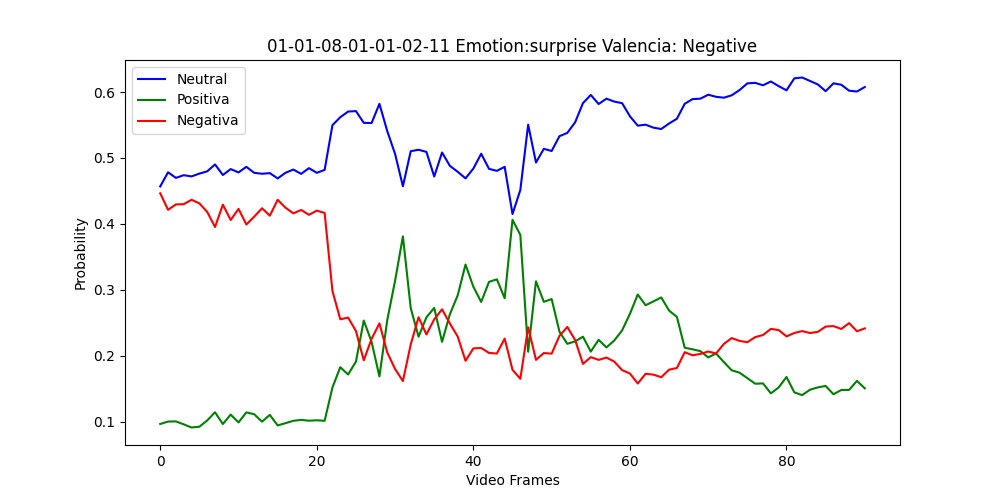 01-01-08-01-01-02-11 Emotion:surprise Valencia: Negative
Neutral
Positiva
Negativa
Probability
0.6
0.5
0.4
0.3
0.2
0.1
0 20 40 60 80
Video Frames